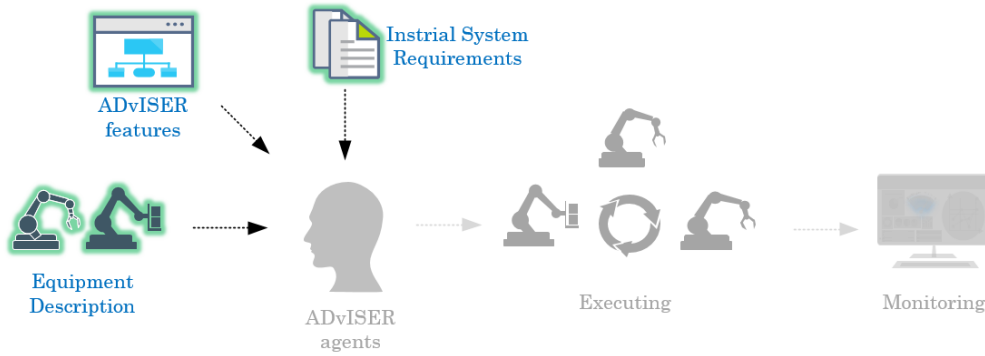 Instrial System
Requirements
ADvISER
features
Equipment
Description
ADvISER
agents
Executing
Monitoring